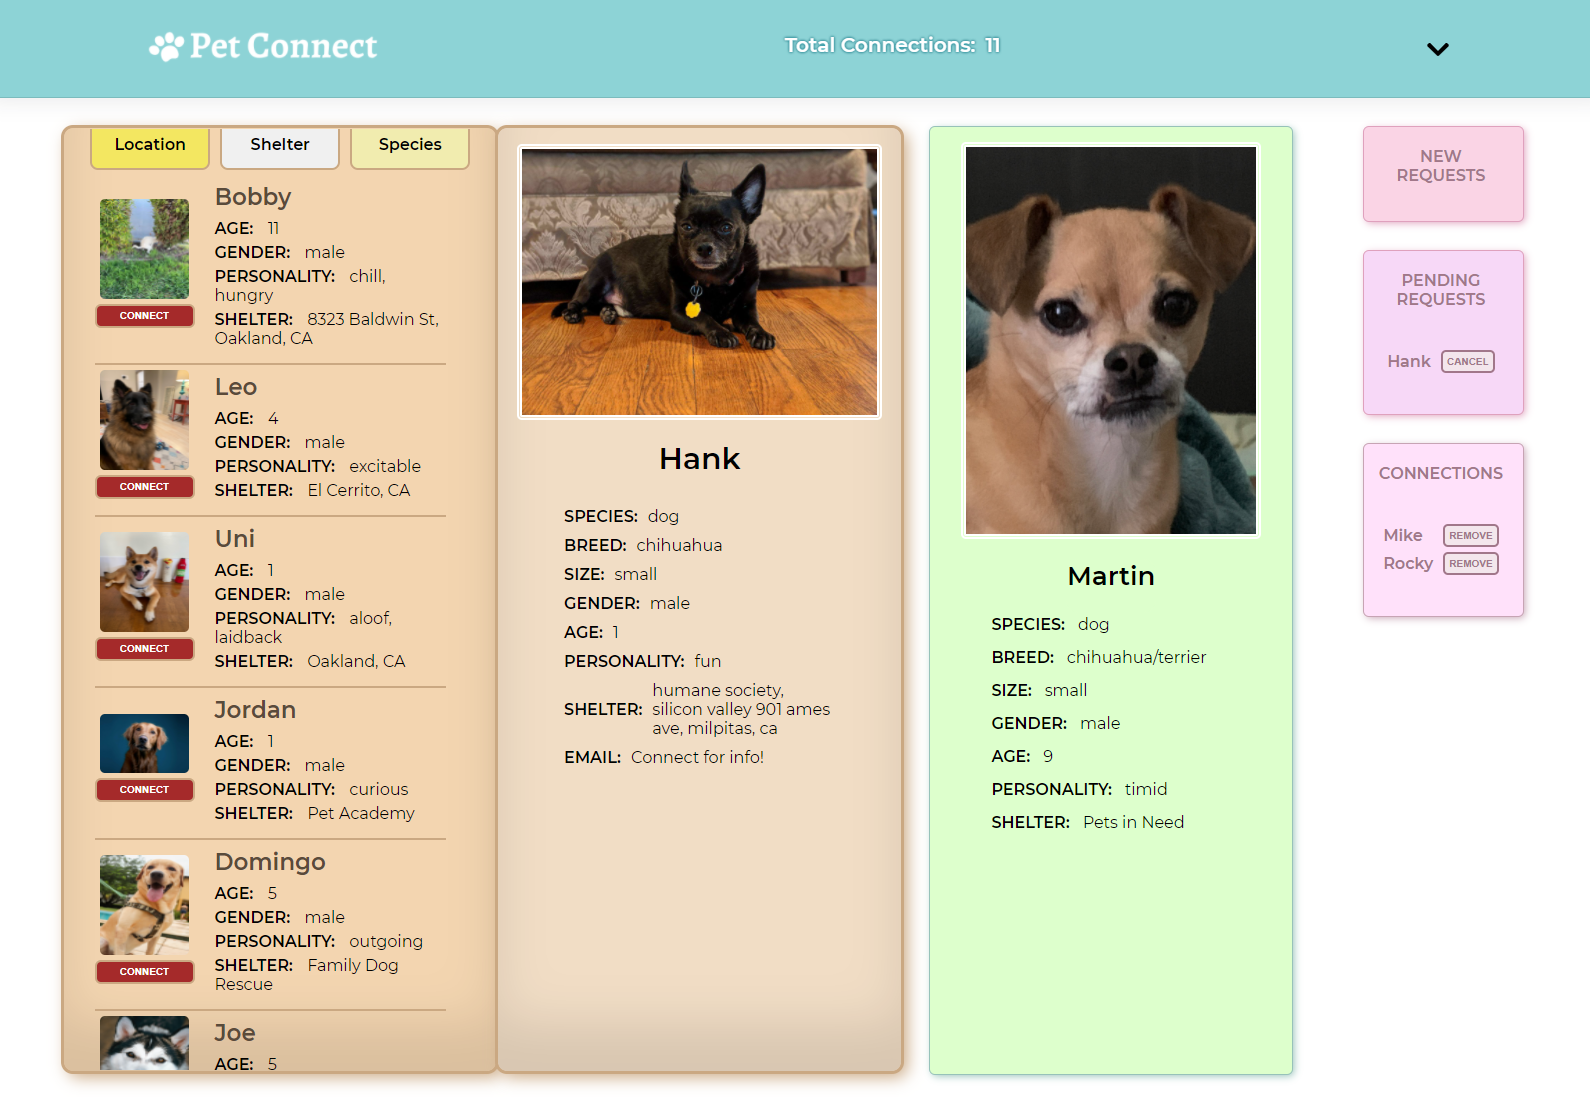 Pet Connect
Total Connections: 11
Location
Shelter
Species
Bobby
AGE: 11
GENDER: male
PERSONALITY: chill,
hungry
SHELTER: 8323 Baldwin St,
Oakland, CA
CONNECT
Leo
AGE: 4
GENDER: male
PERSONALITY: excitable
SHELTER: El Cerrito, CA
CONNECT
Uni
AGE: 1
GENDER: male
PERSONALITY: aloof,
laidback
SHELTER: Oakland, CA
CONNECT
Jordan
AGE: 1
GENDER: male
PERSONALITY: curious
SHELTER: Pet Academy
CONNECT
Domingo
AGE: 5
GENDER: male
PERSONALITY: outgoing
SHELTER: Family Dog
Rescue
CONNECT
Joe
AGE: 5
Hank
SPECIES: dog
BREED: chihuahua
SIZE: small
GENDER: male
AGE: 1
PERSONALITY: fun
SHELTER: humane society,
silicon valley 901 ames
ave, milpitas, ca
EMAIL: Connect for info!
Martin
SPECIES: dog
BREED: chihuahua/terrier
SIZE: small
GENDER: male
AGE: 9
PERSONALITY: timid
SHELTER: Pets in Need
NEW
REQUESTS
PENDING
REQUESTS
Hank CANCEL
CONNECTIONS
Mike REMOVE
Rocky REMOVE